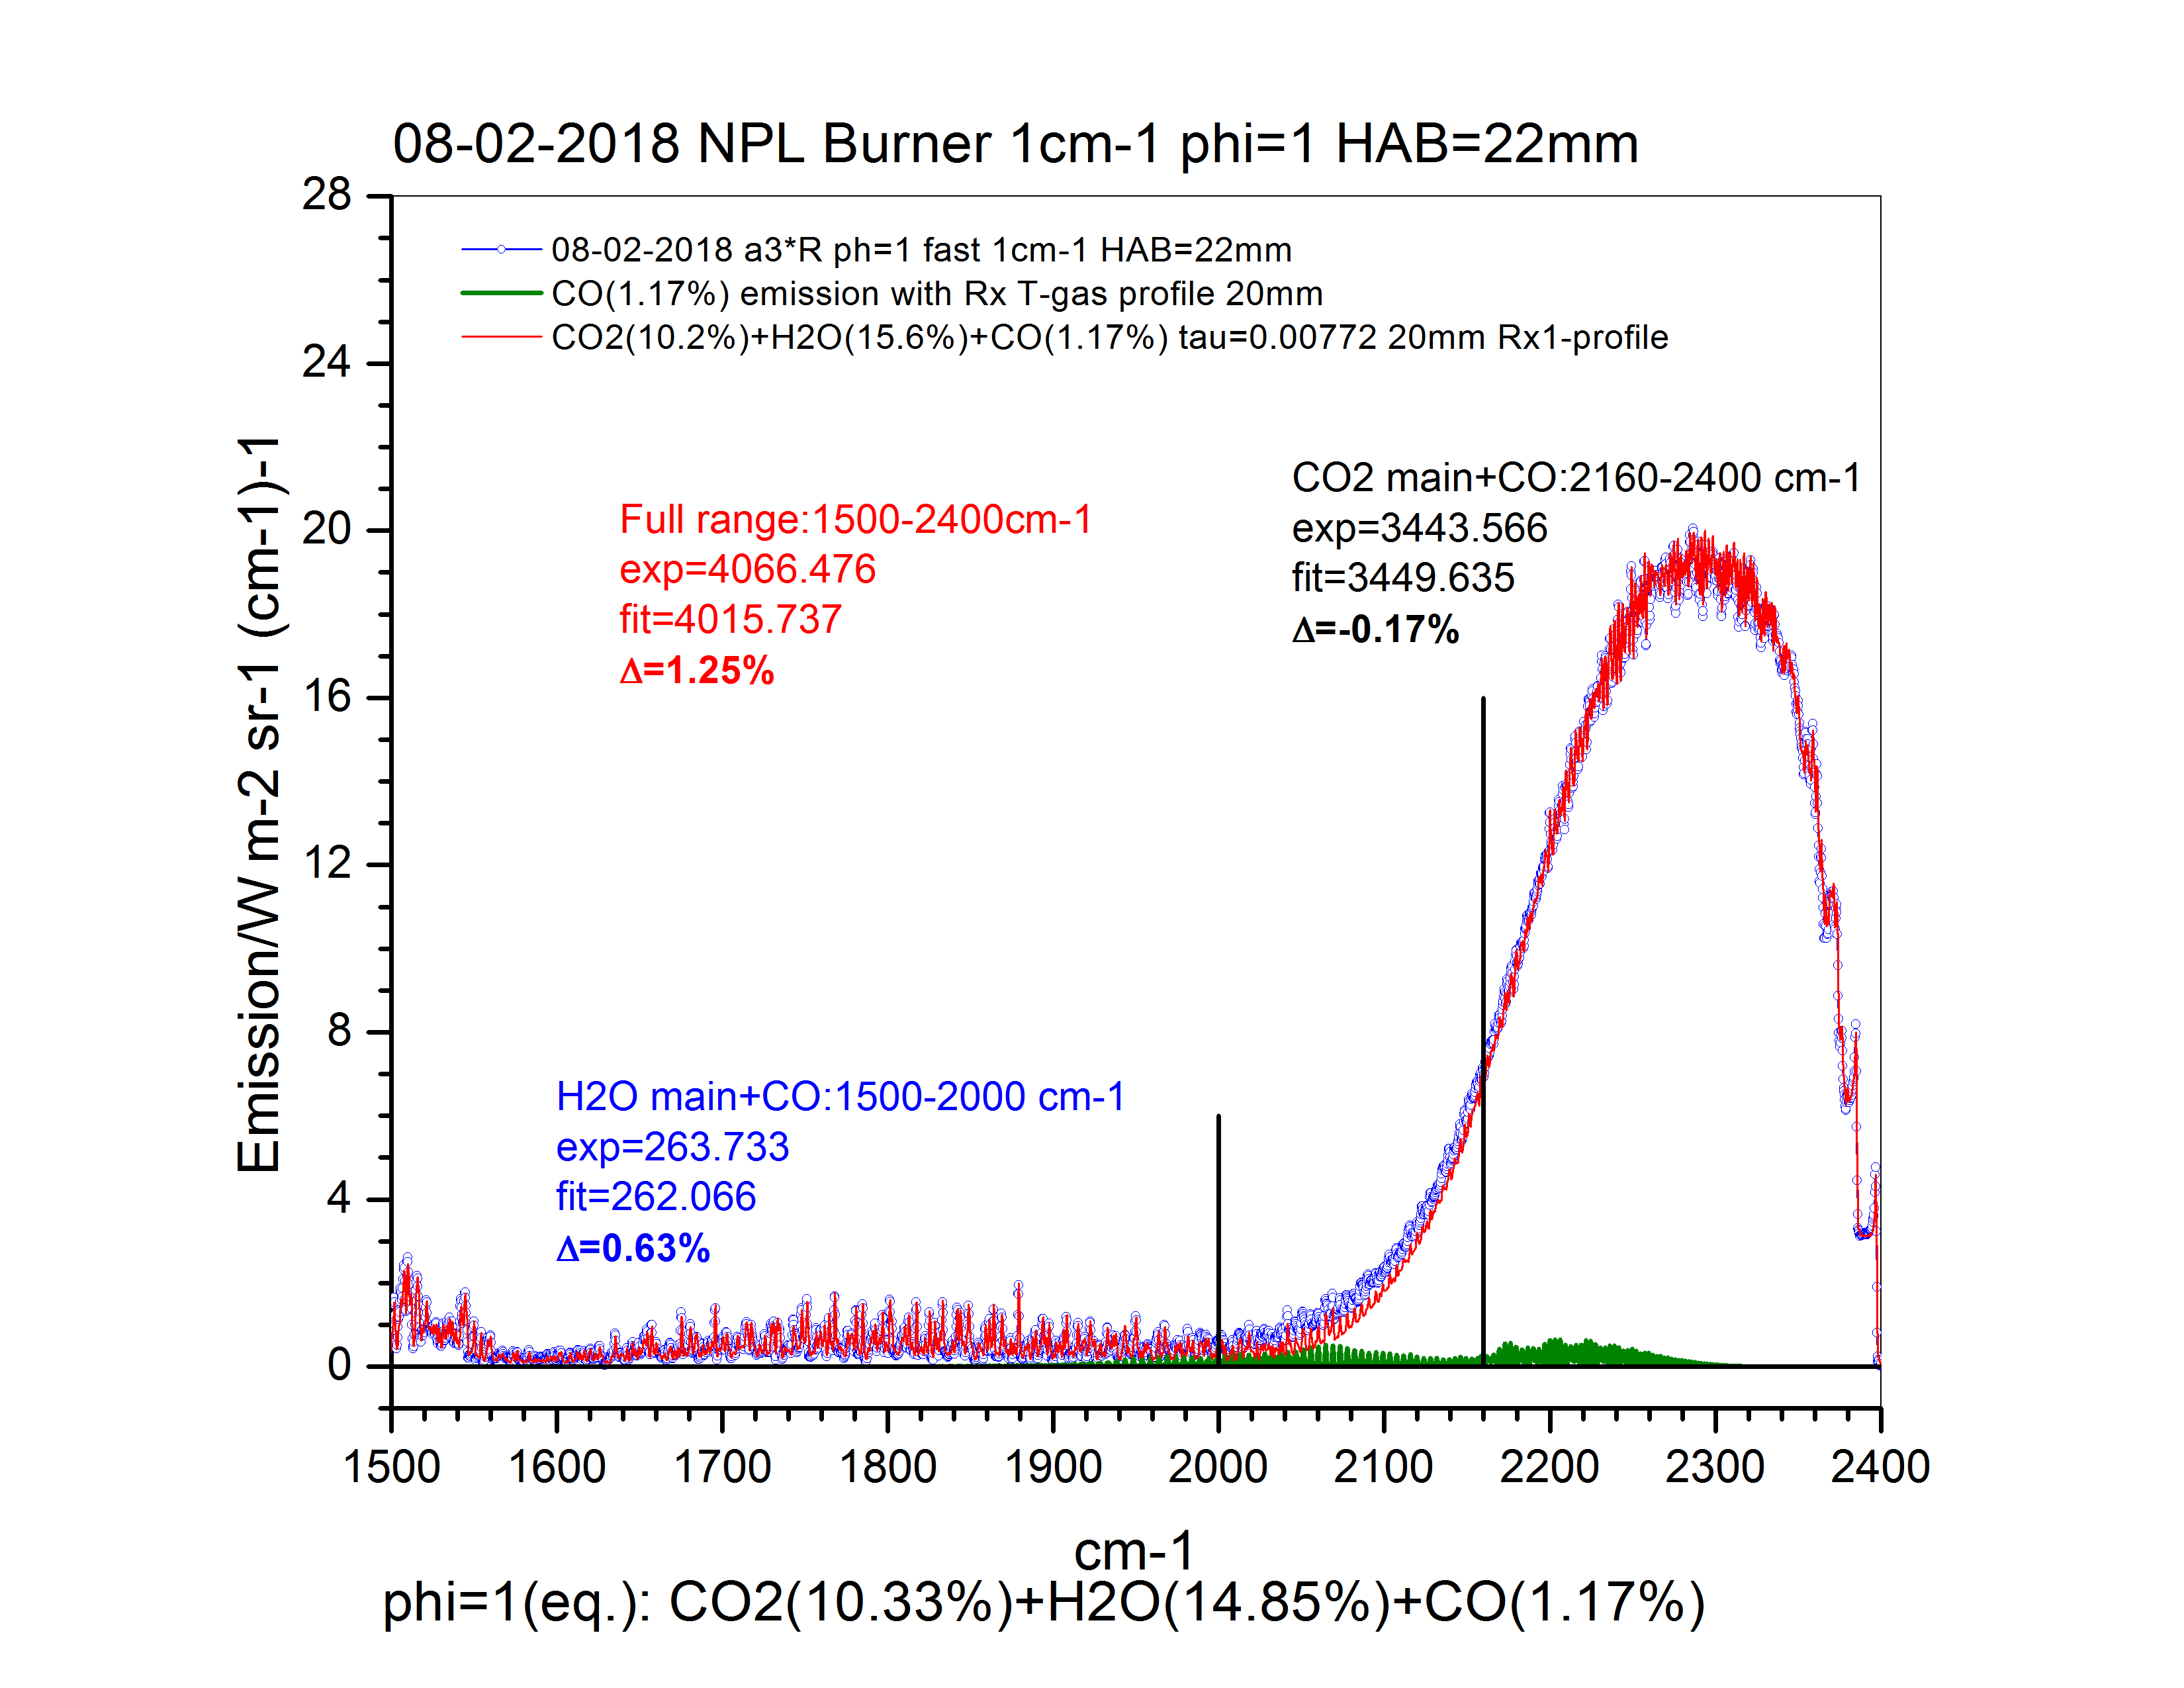 08-02-2018 NPL Burner 1cm-1 phi=1 HAB=22mm
08-02-2018 a3*R ph=1 fast 1cm-1 HAB=22mm
CO(1.17%) emission with Rx T-gas profile 20mm
CO2(10.2%)+H2O(15.6%)+CO(1.17%) tau=0.00772 20mm Rx1-profile
Emission/W m-2 sr-1 (cm-1)-1
28
24
20
16
12
8
4
0
CO2 main+CO:2160-2400 cm-1
exp=3443.566
fit=3449.635
Δ=-0.17%
Full range:1500-2400cm-1
exp=4066.476
fit=4015.737
Δ=1.25%
H2O main+CO:1500-2000 cm-1
exp=263.733
fit=262.066
Δ=0.63%
1500 1600 1700 1800 1900 2000 2100 2200 2300 2400
cm-1
phi=1(eq.): CO2(10.33%)+H2O(14.85%)+CO(1.17%)